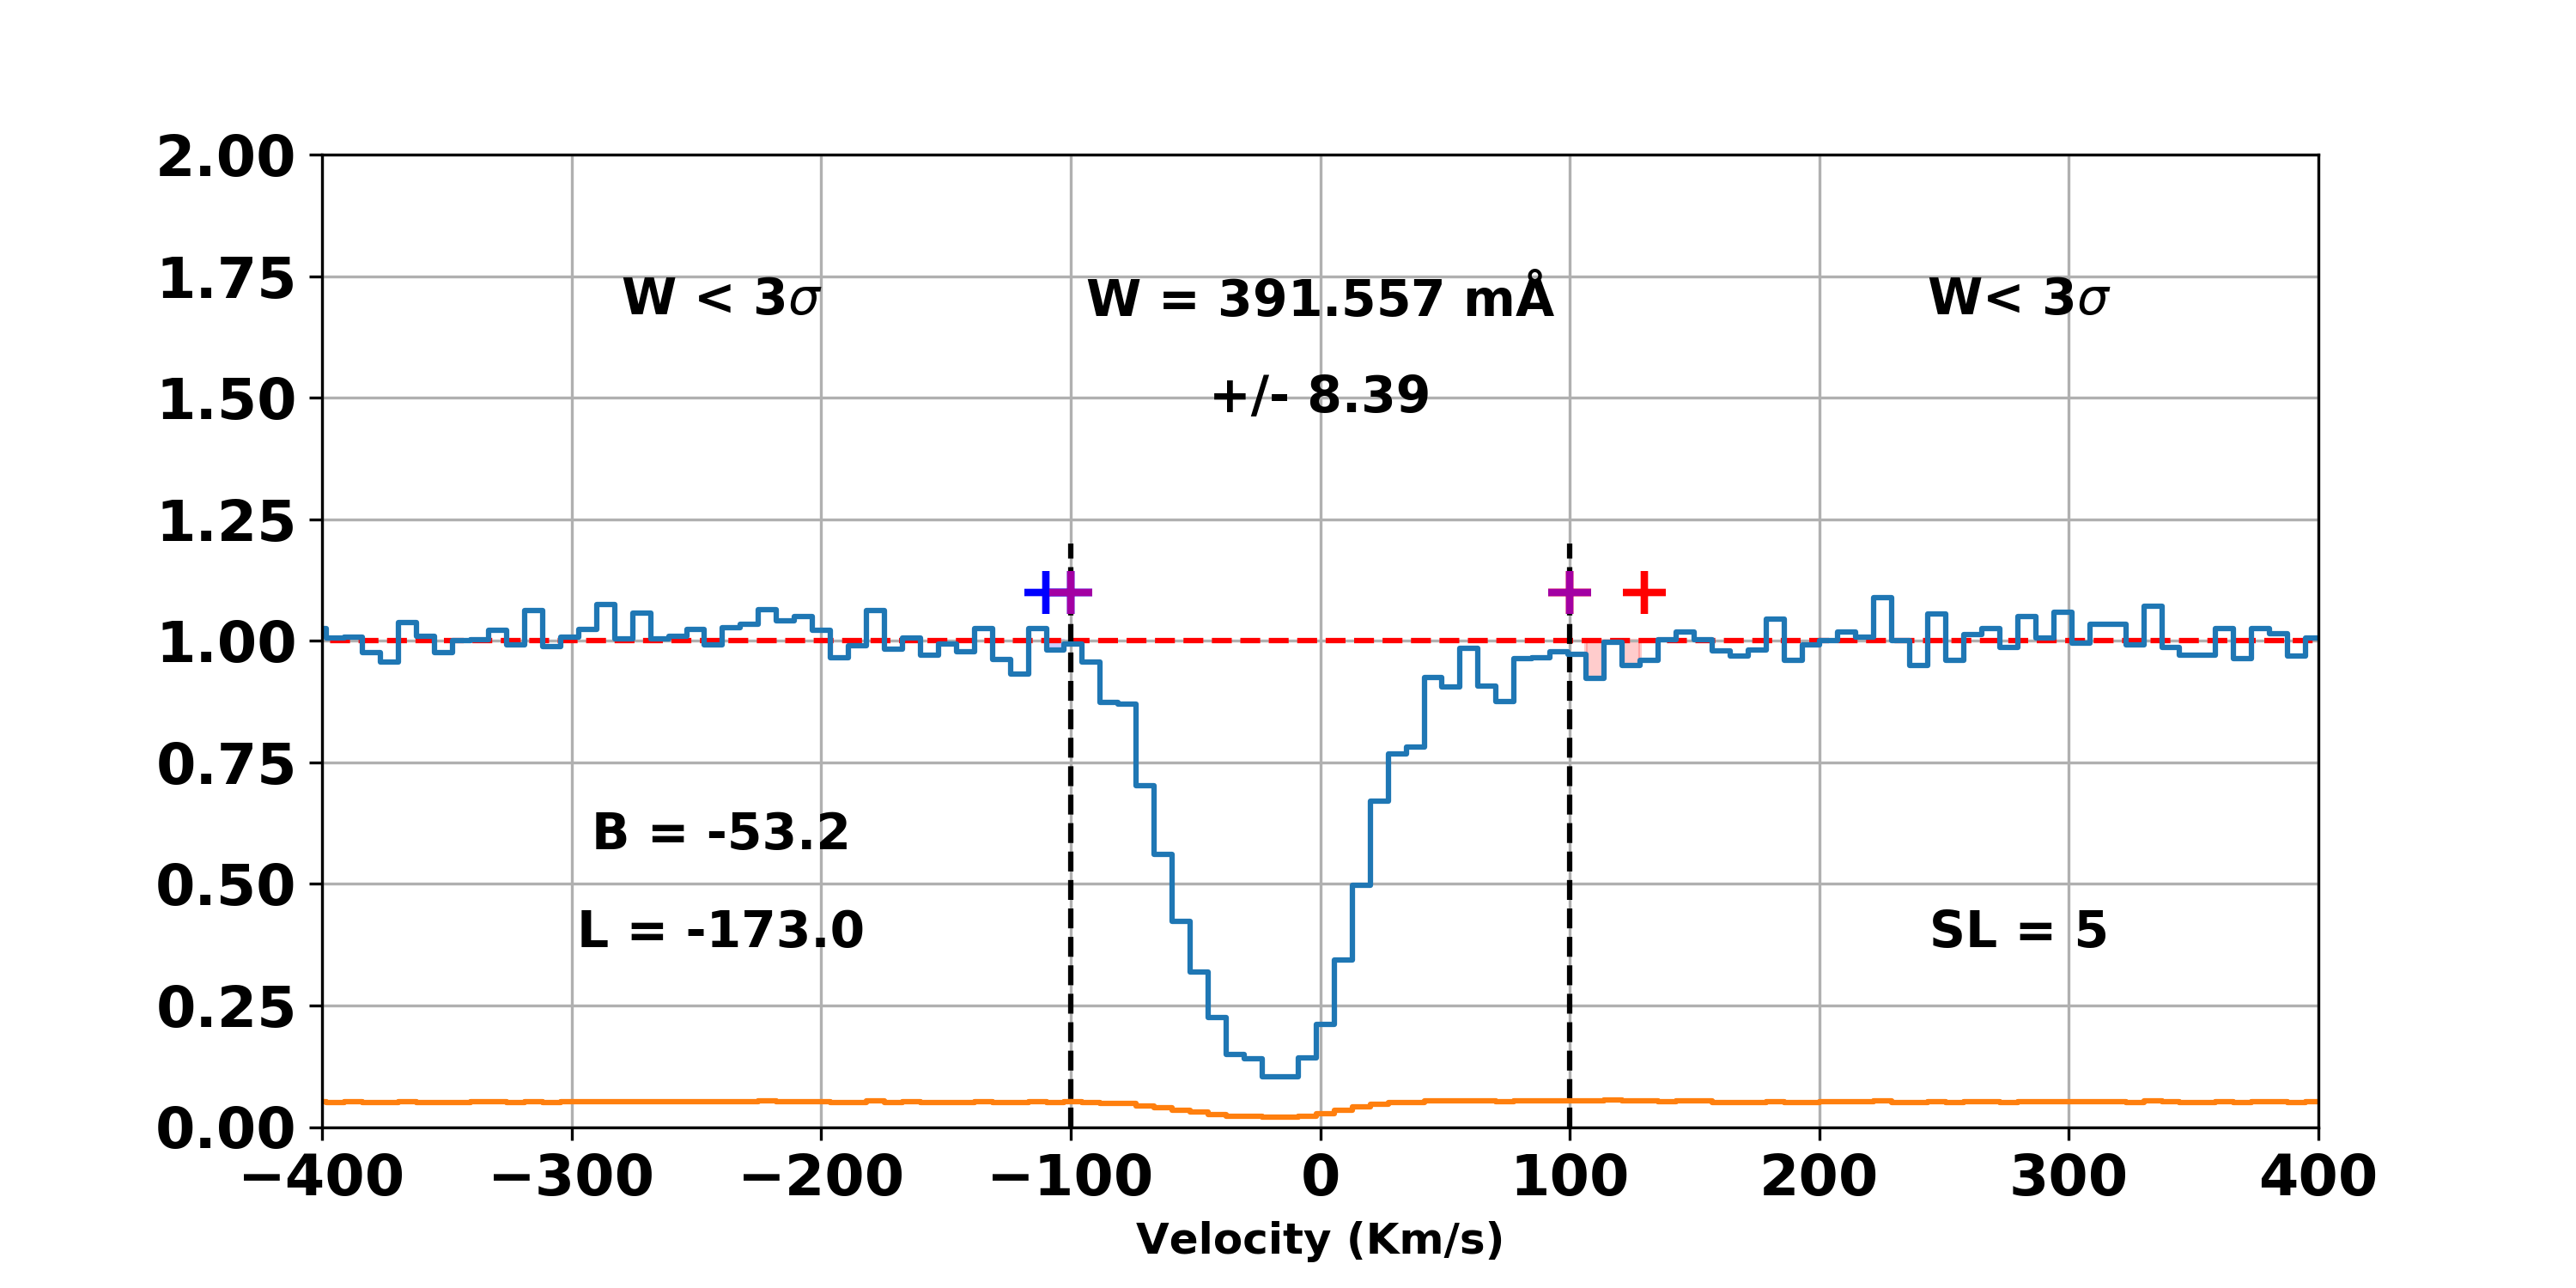 2.00
1.75
1.50
1.25
1.00
0.75
0.50
0.25
0.00
W < 3σ
W = 391.557 mÅ
+/- 8.39
W< 3σ
B = -53.2
L = -173.0
SL = 5
−400 −300 −200 −100 0 100 200 300 400
Velocity (Km/s)